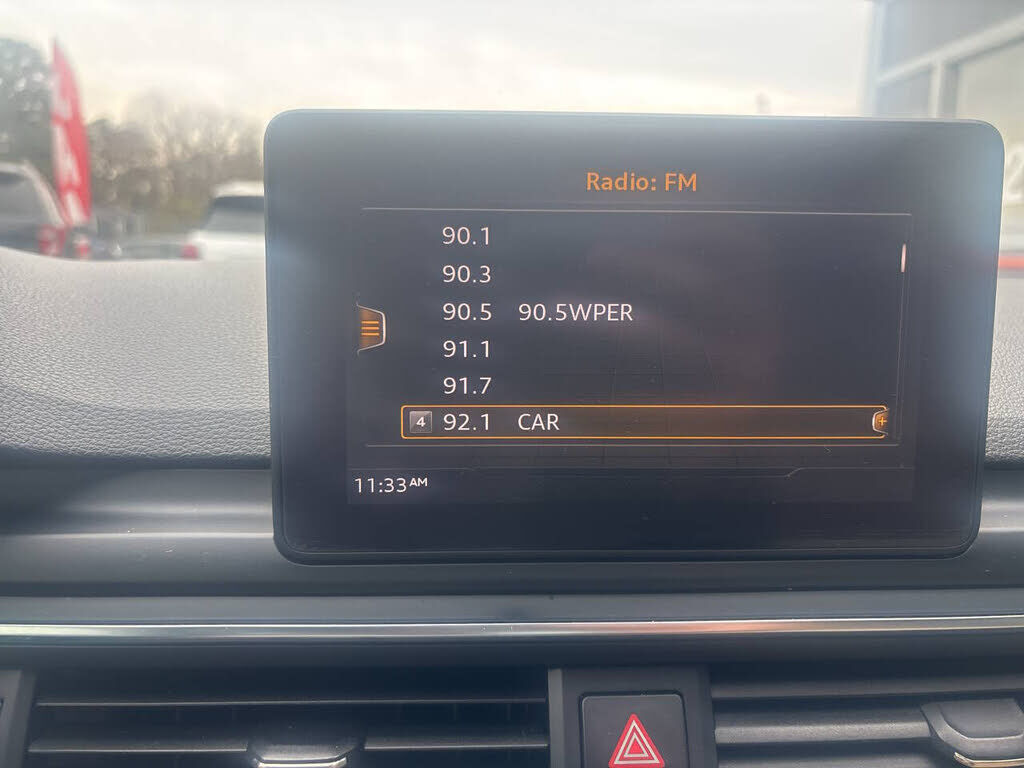 Radio: FM
90.1
90.3
90.5 90.5WPER
91.1
91.7
4 92.1 CAR +
11:33 AM